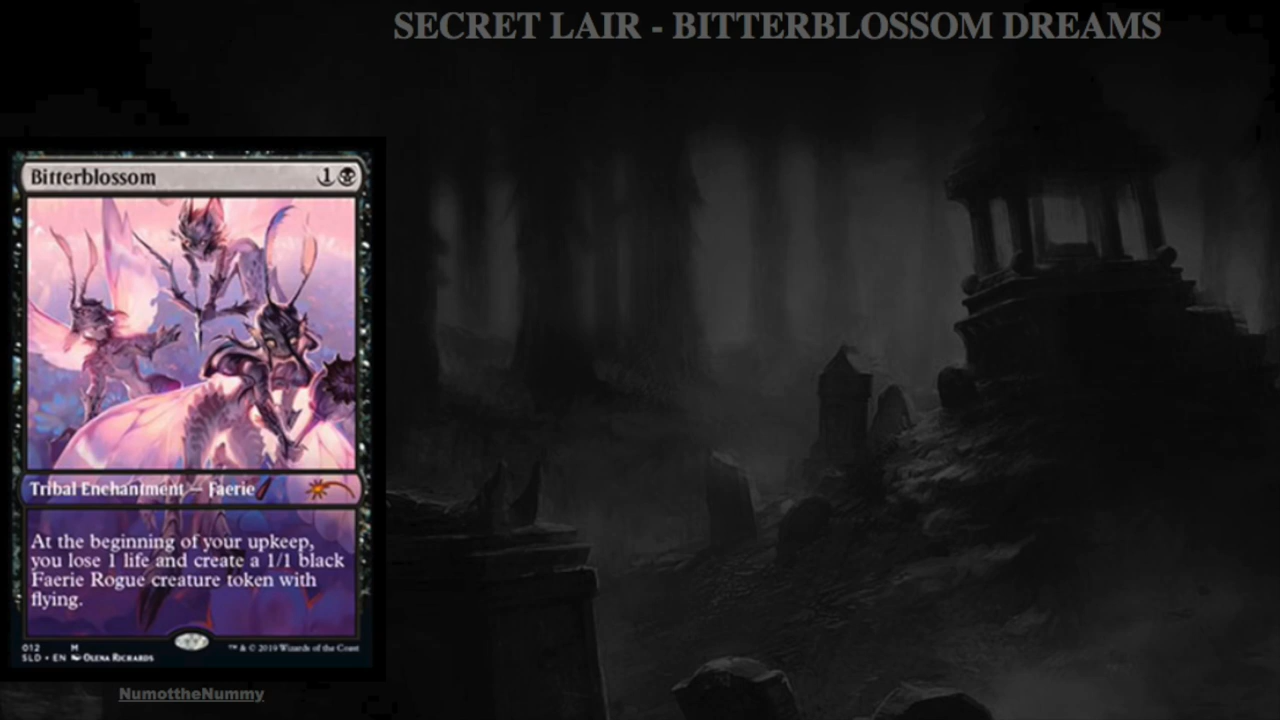 SECRET LAIR - BITTERBLOSSOM DREAMS
Bitterblossom 1
Tribal Enchantment — Faerie
At the beginning of your upkeep,
you lose 1 life and create a 1/1 black
Faerie Rogue creature token with
flying.
012 M
SLD • EN OLENA RICHARDS ™ & © 2019 Wizards of the Coast
NumottheNummy